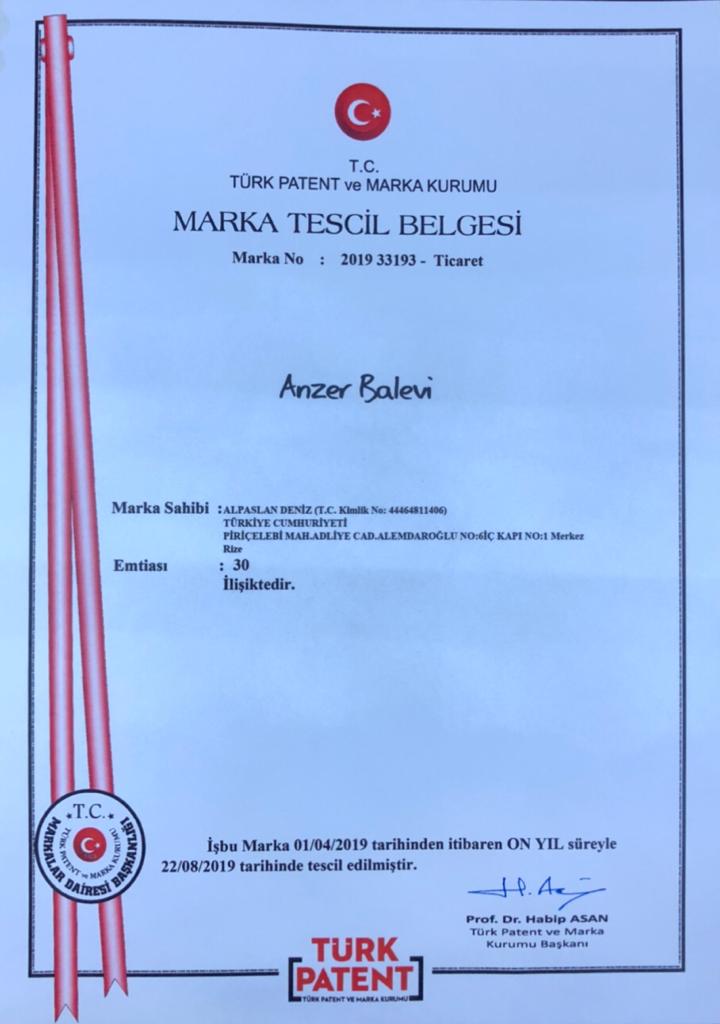 T.C.
TÜRK PATENT ve MARKA KURUMU
MARKA TESCİL BELGESİ
Marka No : 2019 33193 - Ticaret
Anzer Balevi
Marka Sahibi : ALPASLAN DENİZ (T.C. Kimlik No: 44464811406)
TÜRKİYE CUMHURİYETİ
PİRİÇELEBİ MAH.ADLİYE CAD.ALEMDAROĞLU NO:6İÇ KAPI NO:1 Merkez
Rize
Emtiası : 30
İlişiktedir.
T.C.
TÜRK PATENT ve MARKA KURUMU
MARKALAR DAİRESİ BAŞKANLIĞI
İşbu Marka 01/04/2019 tarihinden itibaren ON YIL süreyle
22/08/2019 tarihinde tescil edilmiştir.
Prof. Dr. Habip ASAN
Türk Patent ve Marka
Kurumu Başkanı
TÜRK
PATENT
TÜRK PATENT VE MARKA KURUMU